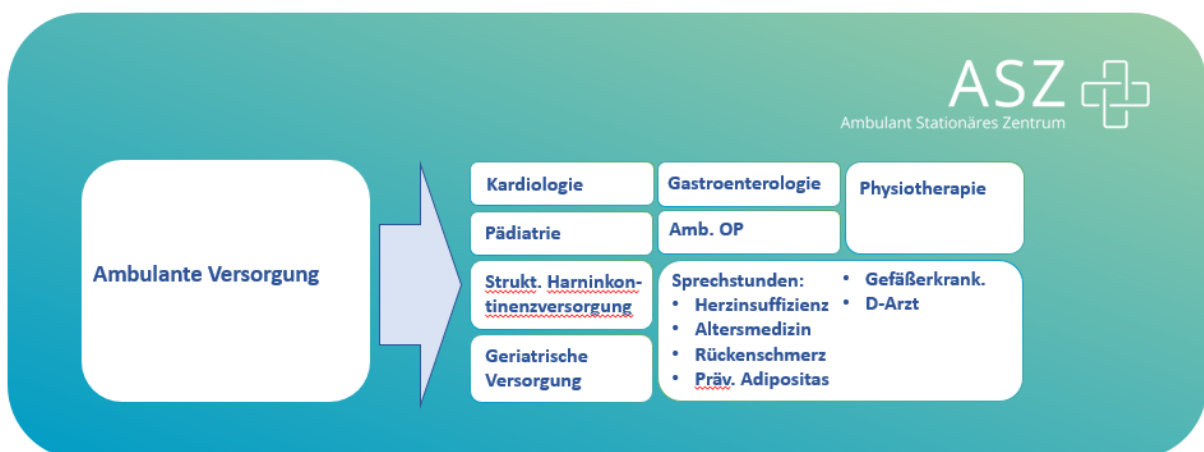 ASZ
Ambulant Stationäres Zentrum
Ambulante Versorgung
Kardiologie
Gastroenterologie
Physiotherapie
Pädiatrie
Amb. OP
Strukt. Harninkon-
tinenzversorgung
Geriatrische
Versorgung
Sprechstunden:
• Herzinsuffizienz
• Altersmedizin
• Rückenschmerz
• Präv. Adipositas
• Gefäßerkrank.
• D-Arzt